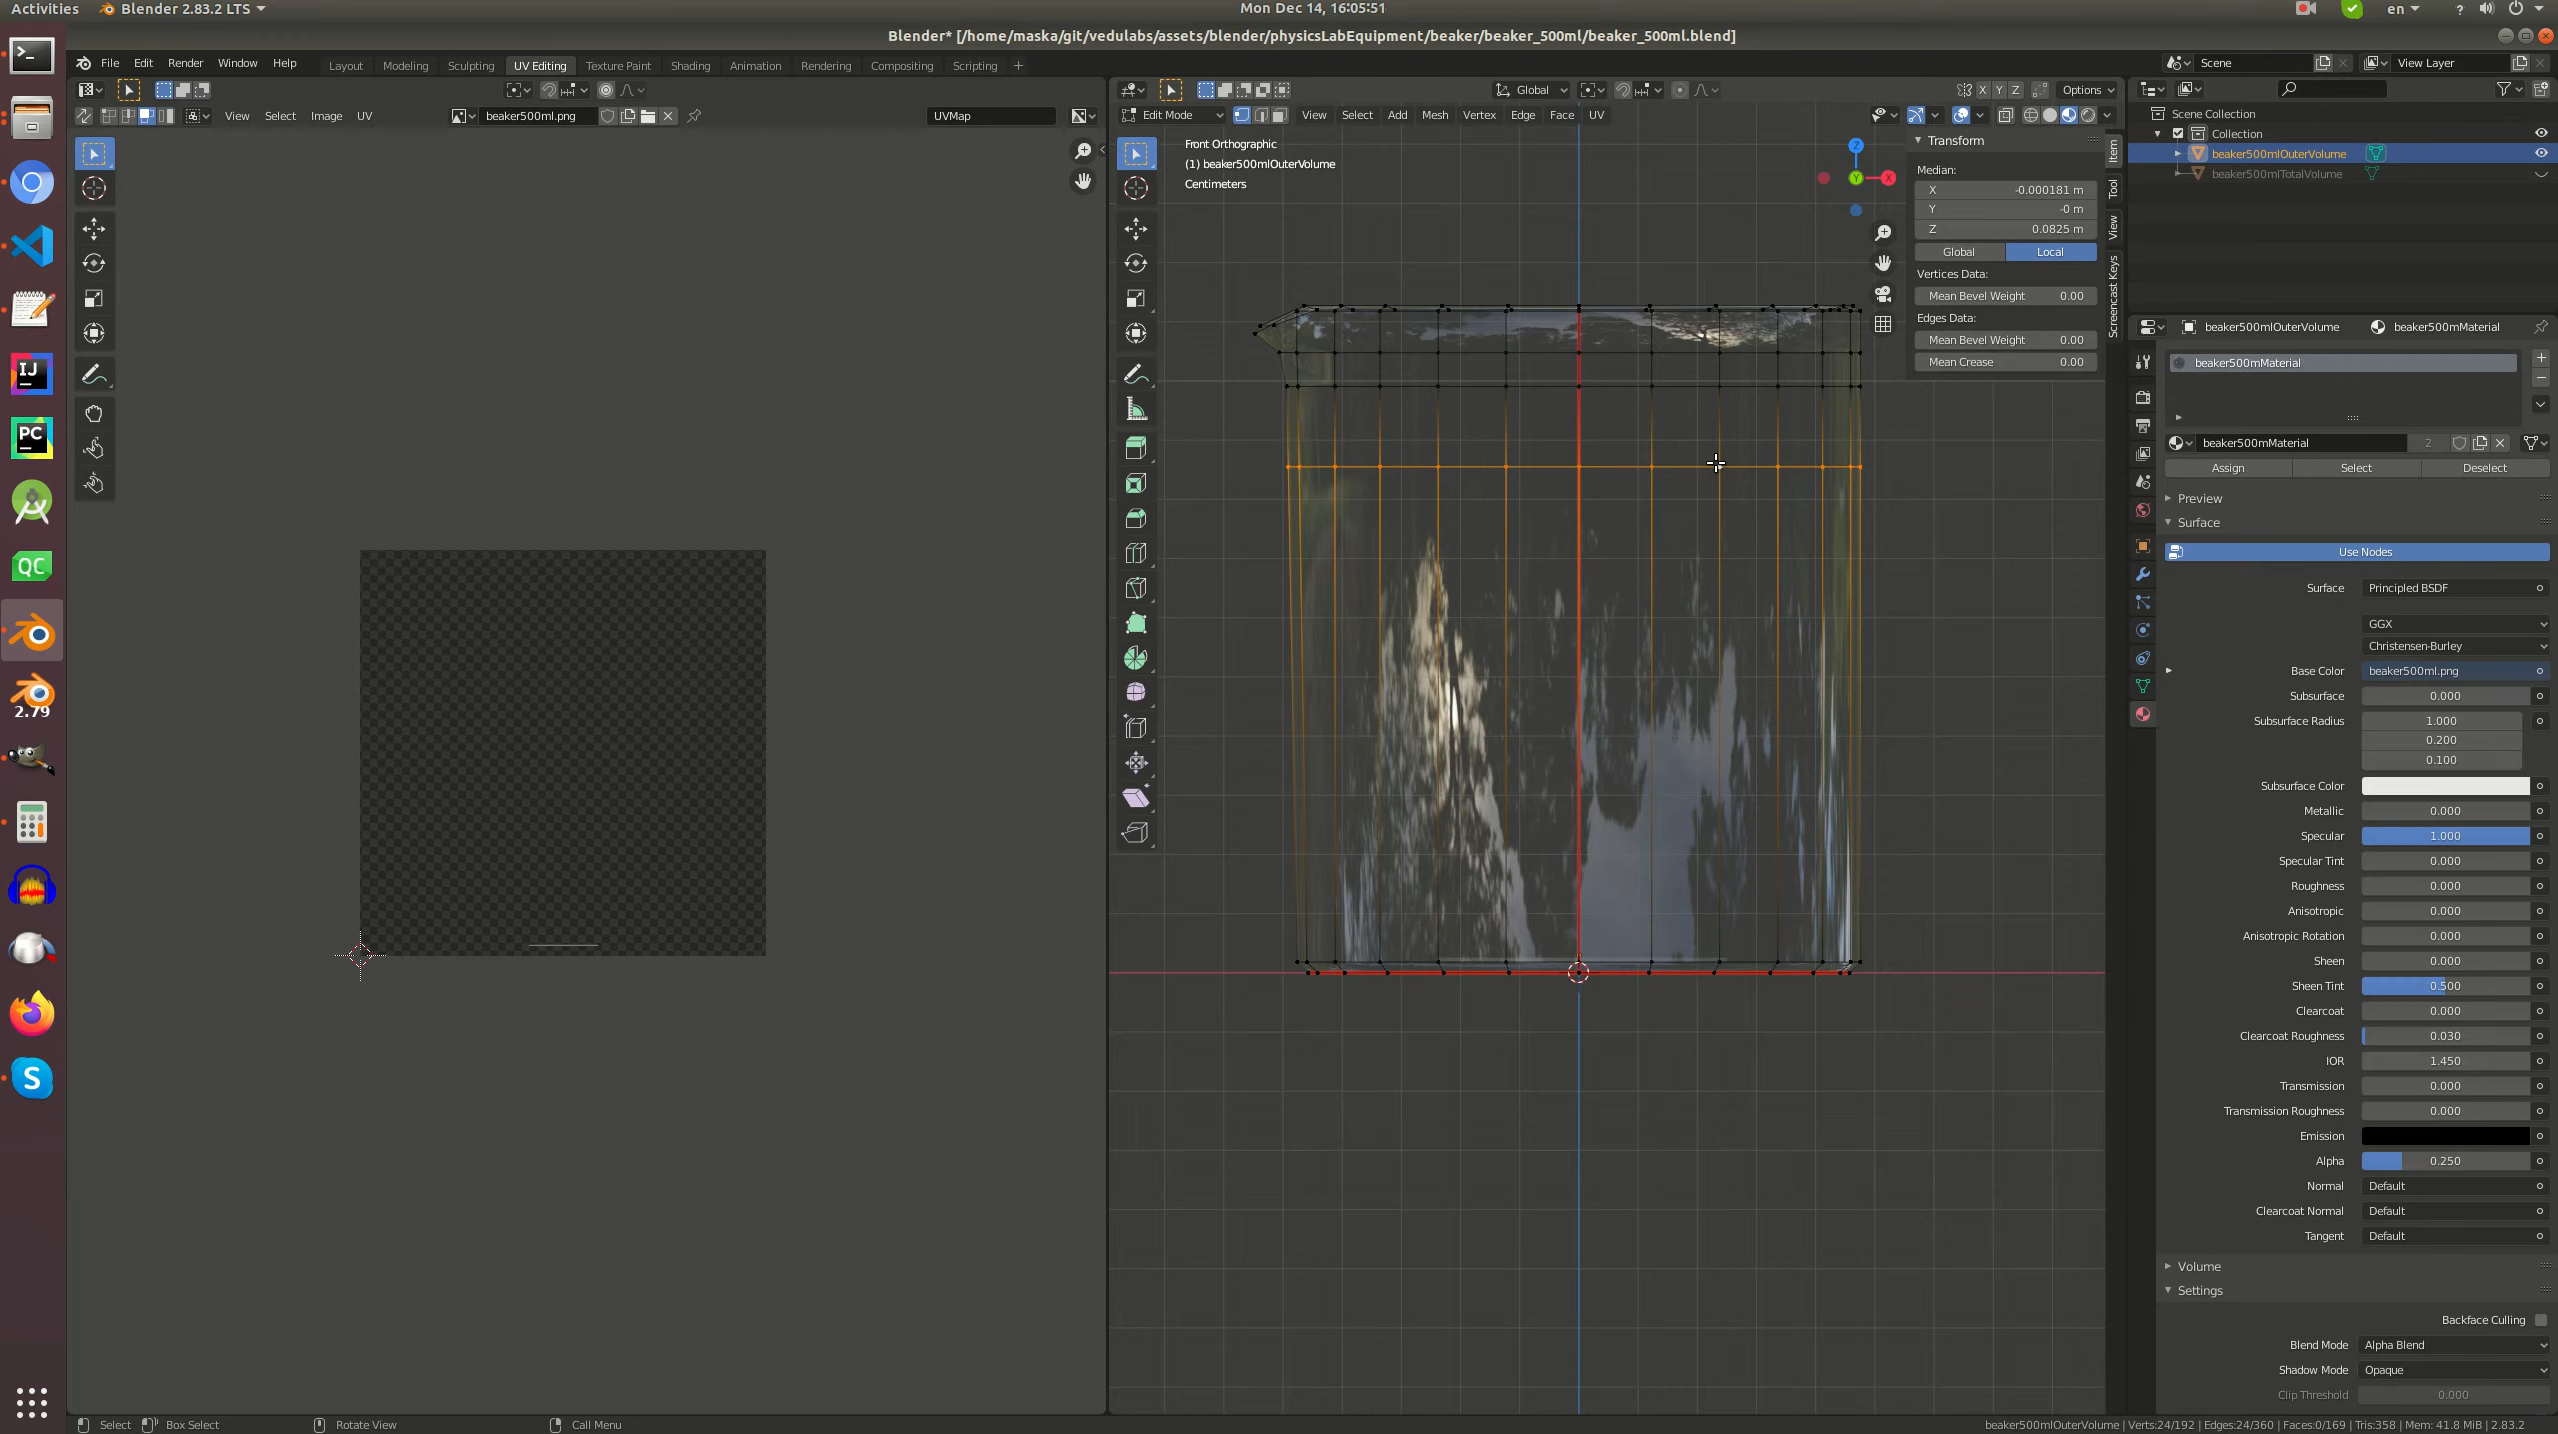 Activities
Blender 2.83.2 LTS
Mon Dec 14, 16:05:51
en
Blender* [/home/maska/git/vedulabs/assets/blender/physicsLabEquipment/beaker/beaker_500ml/beaker_500ml.blend]
File Edit Render Window Help
Layout Modeling Sculpting UV Editing Texture Paint Shading Animation Rendering Compositing Scripting +
Scene
View Layer
Global
X Y Z
Options
View Select Image UV
beaker500ml.png
UVMap
Edit Mode
View Select Add Mesh Vertex Edge Face UV
Scene Collection
Collection
beaker500mlOuterVolume
beaker500mlTotalVolume
Front Orthographic
(1) beaker500mlOuterVolume
Centimeters
Z
Y
X
Transform
Median:
X -0.000181 m
Y -0 m
Z 0.0825 m
Global Local
Vertices Data:
Mean Bevel Weight 0.00
Edges Data:
Mean Bevel Weight 0.00
Mean Crease 0.00
Item
Tool
View
Screencast Keys
beaker500mlOuterVolume
beaker500mMaterial
beaker500mMaterial
beaker500mMaterial 2
Assign Select Deselect
Preview
Surface
Use Nodes
Surface Principled BSDF
GGX
Christensen-Burley
Base Color beaker500ml.png
Subsurface 0.000
Subsurface Radius 1.000
0.200
0.100
Subsurface Color
Metallic 0.000
Specular 1.000
Specular Tint 0.000
Roughness 0.000
Anisotropic 0.000
Anisotropic Rotation 0.000
Sheen 0.000
Sheen Tint 0.500
Clearcoat 0.000
Clearcoat Roughness 0.030
IOR 1.450
Transmission 0.000
Transmission Roughness 0.000
Emission
Alpha 0.250
Normal Default
Clearcoat Normal Default
Tangent Default
Volume
Settings
Backface Culling
Blend Mode Alpha Blend
Shadow Mode Opaque
Clip Threshold 0.000
IJ
PC
QC
2.79
S
Select
Box Select
Rotate View
Call Menu
beaker500mlOuterVolume | Verts:24/192 | Edges:24/360 | Faces:0/169 | Tris:358 | Mem: 41.8 MiB | 2.83.2